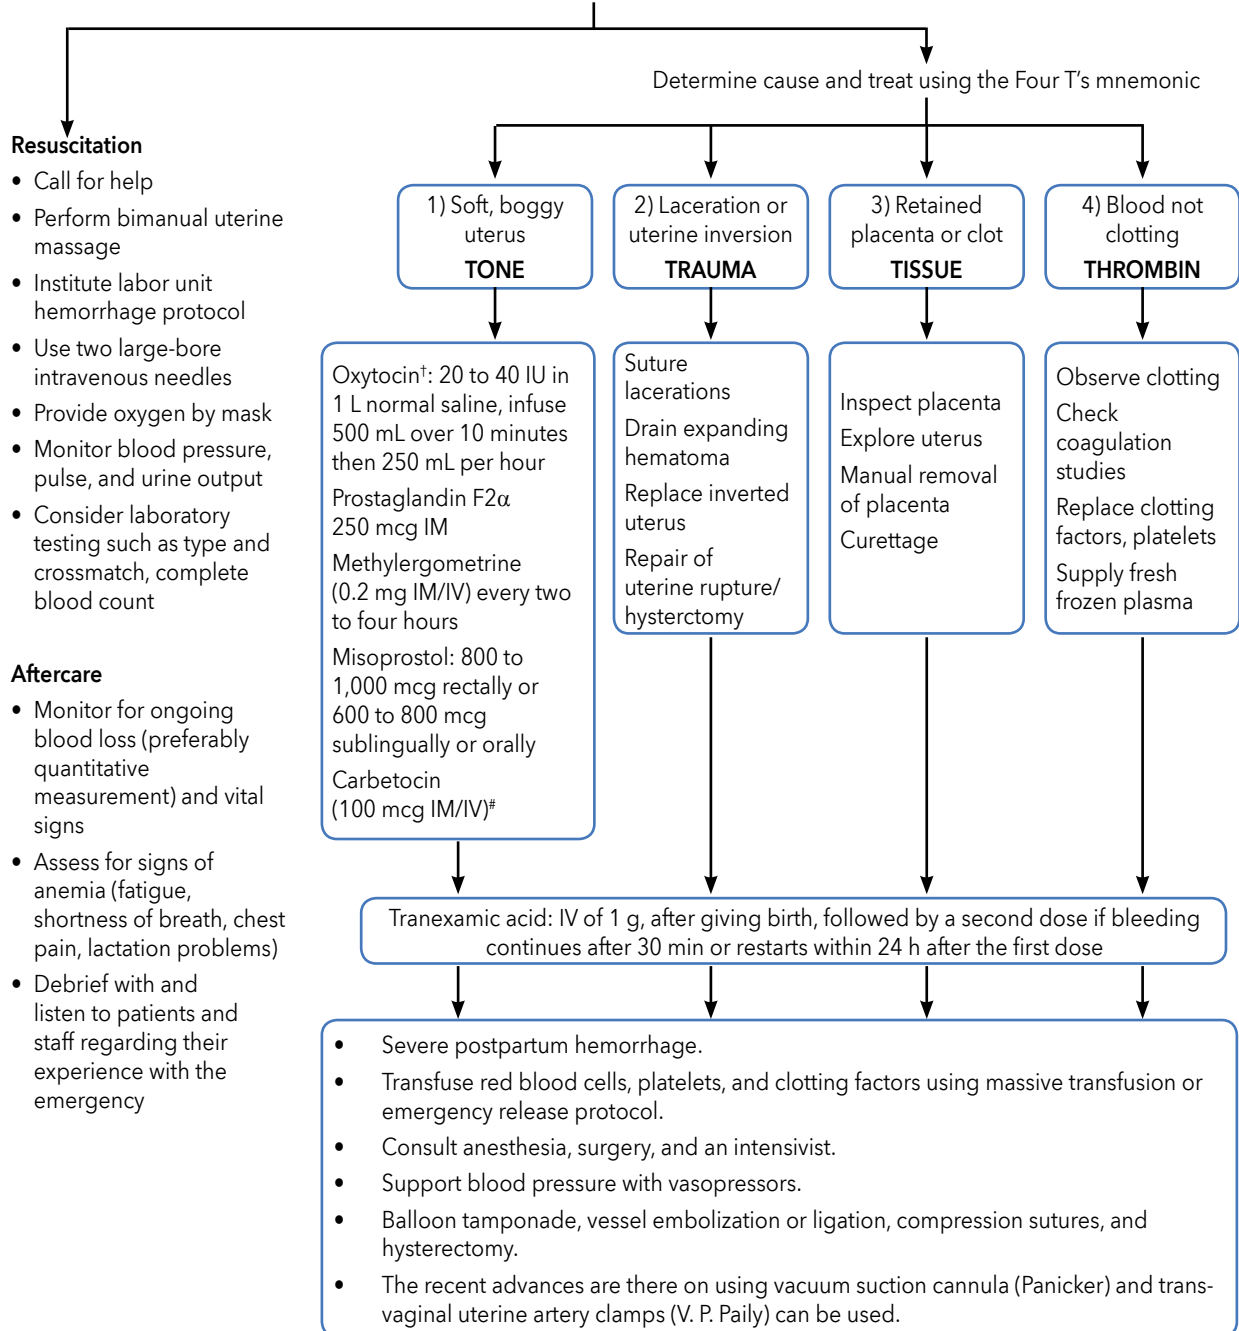 Determine cause and treat using the Four T's mnemonic
Resuscitation
• Call for help
• Perform bimanual uterine
massage
• Institute labor unit
hemorrhage protocol
• Use two large-bore
intravenous needles
• Provide oxygen by mask
• Monitor blood pressure,
pulse, and urine output
• Consider laboratory
testing such as type and
crossmatch, complete
blood count
Aftercare
• Monitor for ongoing
blood loss (preferably
quantitative
measurement) and vital
signs
• Assess for signs of
anemia (fatigue,
shortness of breath, chest
pain, lactation problems)
• Debrief with and
listen to patients and
staff regarding their
experience with the
emergency
1) Soft, boggy
uterus
TONE
2) Laceration or
uterine inversion
TRAUMA
3) Retained
placenta or clot
TISSUE
4) Blood not
clotting
THROMBIN
Oxytocin†: 20 to 40 IU in
1 L normal saline, infuse
500 mL over 10 minutes
then 250 mL per hour
Prostaglandin F2α
250 mcg IM
Methylergometrine
(0.2 mg IM/IV) every two
to four hours
Misoprostol: 800 to
1,000 mcg rectally or
600 to 800 mcg
sublingually or orally
Carbetocin
(100 mcg IM/IV)#
Suture
lacerations
Drain expanding
hematoma
Replace inverted
uterus
Repair of
uterine rupture/
hysterctomy
Inspect placenta
Explore uterus
Manual removal
of placenta
Curettage
Observe clotting
Check
coagulation
studies
Replace clotting
factors, platelets
Supply fresh
frozen plasma
Tranexamic acid: IV of 1 g, after giving birth, followed by a second dose if bleeding
continues after 30 min or restarts within 24 h after the first dose
• Severe postpartum hemorrhage.
• Transfuse red blood cells, platelets, and clotting factors using massive transfusion or
emergency release protocol.
• Consult anesthesia, surgery, and an intensivist.
• Support blood pressure with vasopressors.
• Balloon tamponade, vessel embolization or ligation, compression sutures, and
hysterectomy.
• The recent advances are there on using vacuum suction cannula (Panicker) and trans-
vaginal uterine artery clamps (V. P. Paily) can be used.